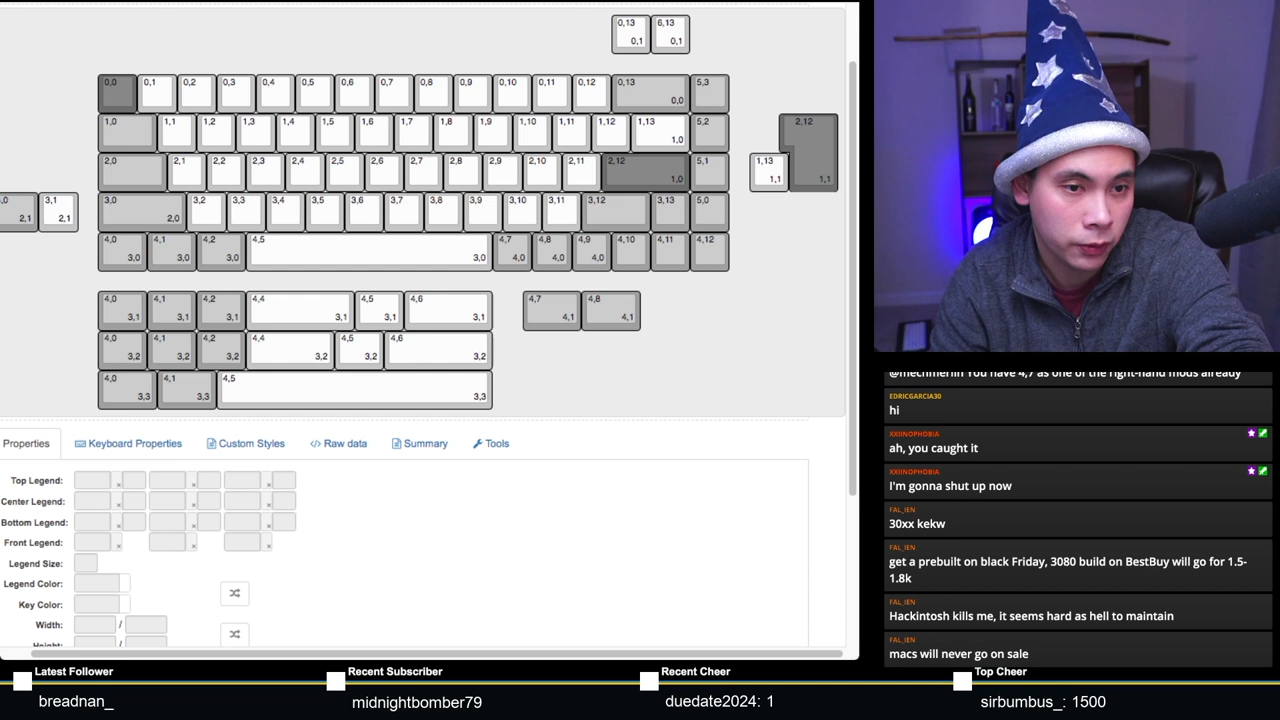 0,13 6,13
0,1 0,1
0,0 0,1 0,2 0,3 0,4 0,5 0,6 0,7 0,8 0,9 0,10 0,11 0,12 0,13 5,3
0,0
1,0 1,1 1,2 1,3 1,4 1,5 1,6 1,7 1,8 1,9 1,10 1,11 1,12 1,13 5,2 2,12
1,0
2,0 2,1 2,2 2,3 2,4 2,5 2,6 2,7 2,8 2,9 2,10 2,11 2,12 5,1 1,13
1,0 1,1 1,1
,0 3,1 3,0 3,2 3,3 3,4 3,5 3,6 3,7 3,8 3,9 3,10 3,11 3,12 3,13 5,0
2,1 2,1 2,0
4,0 4,1 4,2 4,5 4,7 4,8 4,9 4,10 4,11 4,12
3,0 3,0 3,0 3,0 4,0 4,0 4,0
4,0 4,1 4,2 4,4 4,5 4,6 4,7 4,8
3,1 3,1 3,1 3,1 3,1 3,1 4,1 4,1
4,0 4,1 4,2 4,4 4,5 4,6
3,2 3,2 3,2 3,2 3,2 3,2
4,0 4,1 4,5
3,3 3,3 3,3
Properties Keyboard Properties Custom Styles </> Raw data Summary Tools
Top Legend:
Center Legend:
Bottom Legend:
Front Legend:
Legend Size:
Legend Color:
Key Color:
Width: /
Height: /
@mechmerlin You have 4,7 as one of the right-hand mods already
EDRICGARCIA30
hi
XXIINOPHOBIA
ah, you caught it
XXIINOPHOBIA
I'm gonna shut up now
FAL_IEN
30xx kekw
FAL_IEN
get a prebuilt on black Friday, 3080 build on BestBuy will go for 1.5-
1.8k
FAL_IEN
Hackintosh kills me, it seems hard as hell to maintain
FAL_IEN
macs will never go on sale
Latest Follower Recent Subscriber Recent Cheer Top Cheer
breadnan_ midnightbomber79 duedate2024: 1 sirbumbus_: 1500